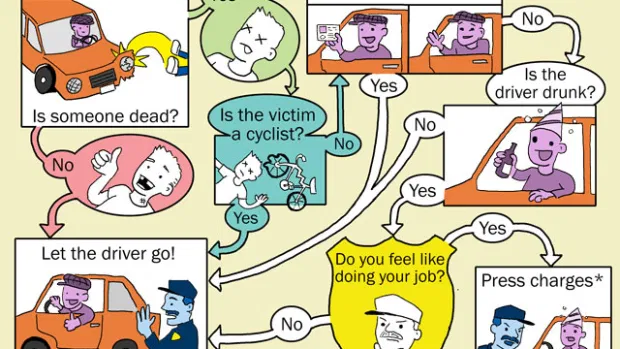 Yes
No
Is someone dead?
Is the victim
a cyclist?
Yes
Is the
driver drunk?
No
No
No
Yes
Yes
Let the driver go!
Do you feel like
doing your job?
Yes
Press charges*
No